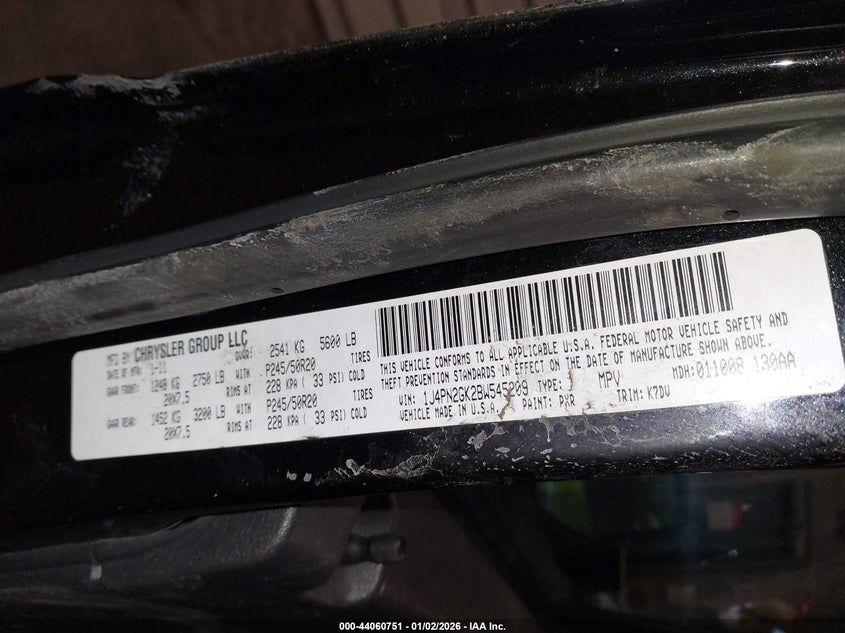 MFD BY CHRYSLER GROUP LLC
DATE OF MFR: 1-11 GVWR: 2541 KG 5600 LB
GAWR FRONT: 1248 KG 2750 LB WITH P245/50R20 TIRES
20X7.5 RIMS AT 228 KPA ( 33 PSI) COLD
GAWR REAR: 1452 KG 3200 LB WITH P245/50R20 TIRES
20X7.5 RIMS AT 228 KPA ( 33 PSI) COLD
THIS VEHICLE CONFORMS TO ALL APPLICABLE U.S.A. FEDERAL MOTOR VEHICLE SAFETY AND
THEFT PREVENTION STANDARDS IN EFFECT ON THE DATE OF MANUFACTURE SHOWN ABOVE.
VIN: 1J4PN2GK2BW545209 TYPE: MPV MDH: 011008 130AA
VEHICLE MADE IN U.S.A. PAINT: PXR TRIM: K7DV
000-44060751 - 01/02/2026 - IAA Inc.